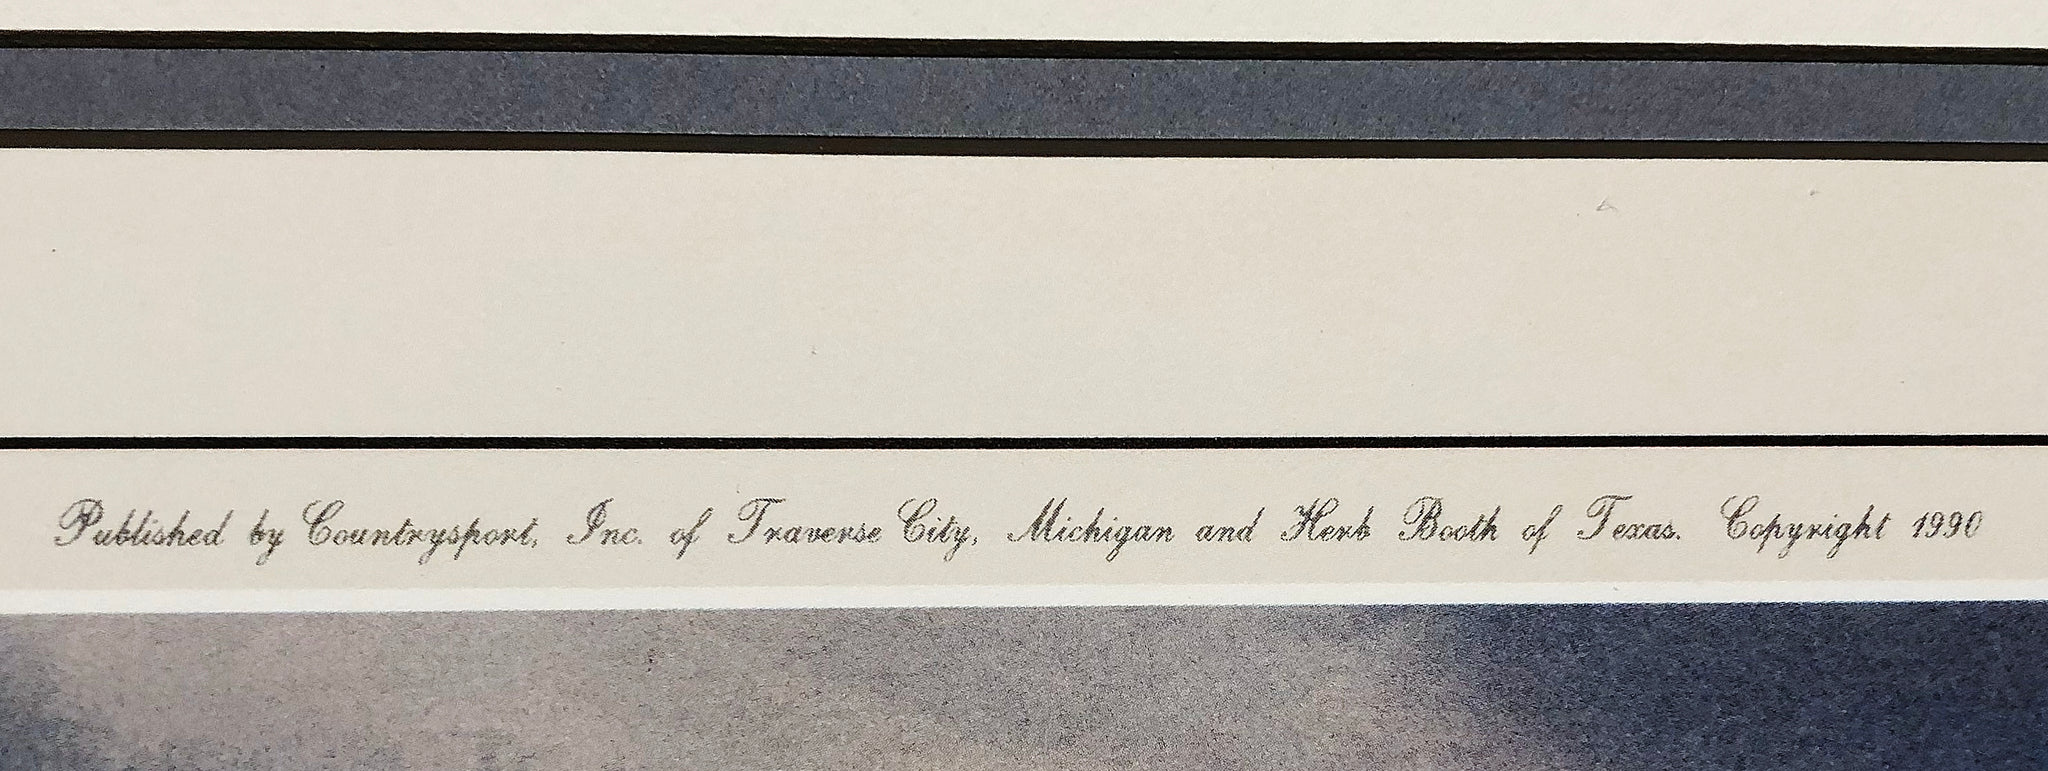 Published by Countrysport, Inc. of Traverse City, Michigan and Herb Booth of Texas. Copyright 1990